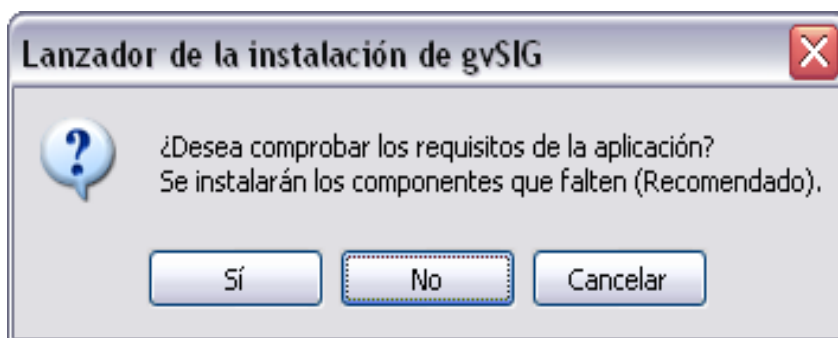 Lanzador de la instalación de gvSIG
¿Desea comprobar los requisitos de la aplicación?
Se instalarán los componentes que falten (Recomendado).
Sí No Cancelar